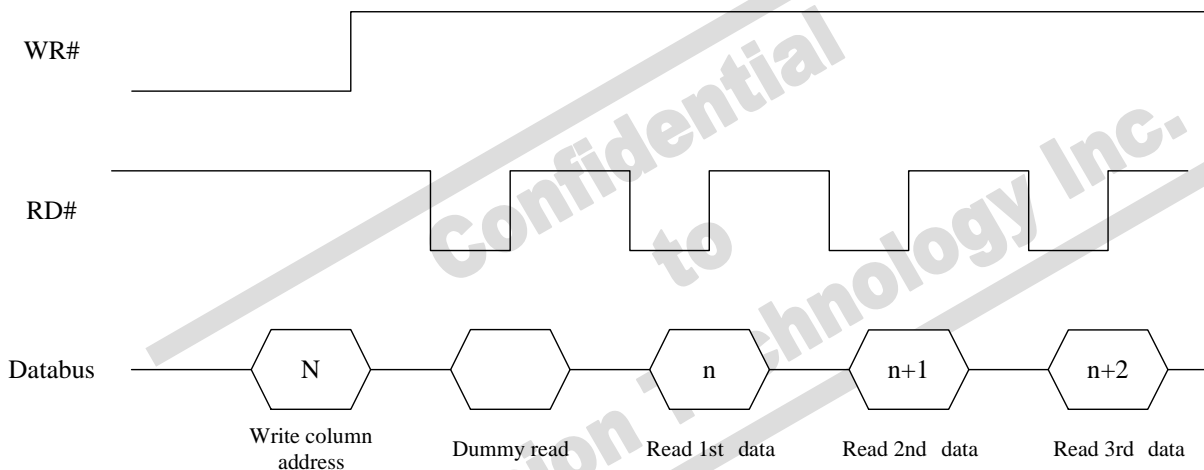 WR#
Confidential
to
chnology Inc.
RD#
Databus
N
n
n+1
n+2
Write column
address
Dummy read
Read 1st data
Read 2nd data
Read 3rd data